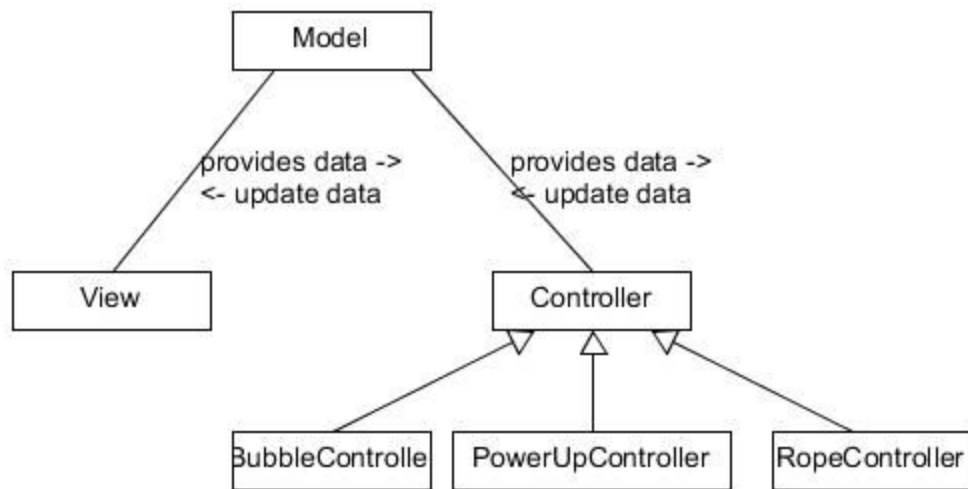 Model
provides data ->
<- update data
provides data ->
<- update data
View
Controller
BubbleControlle
PowerUpController
RopeController